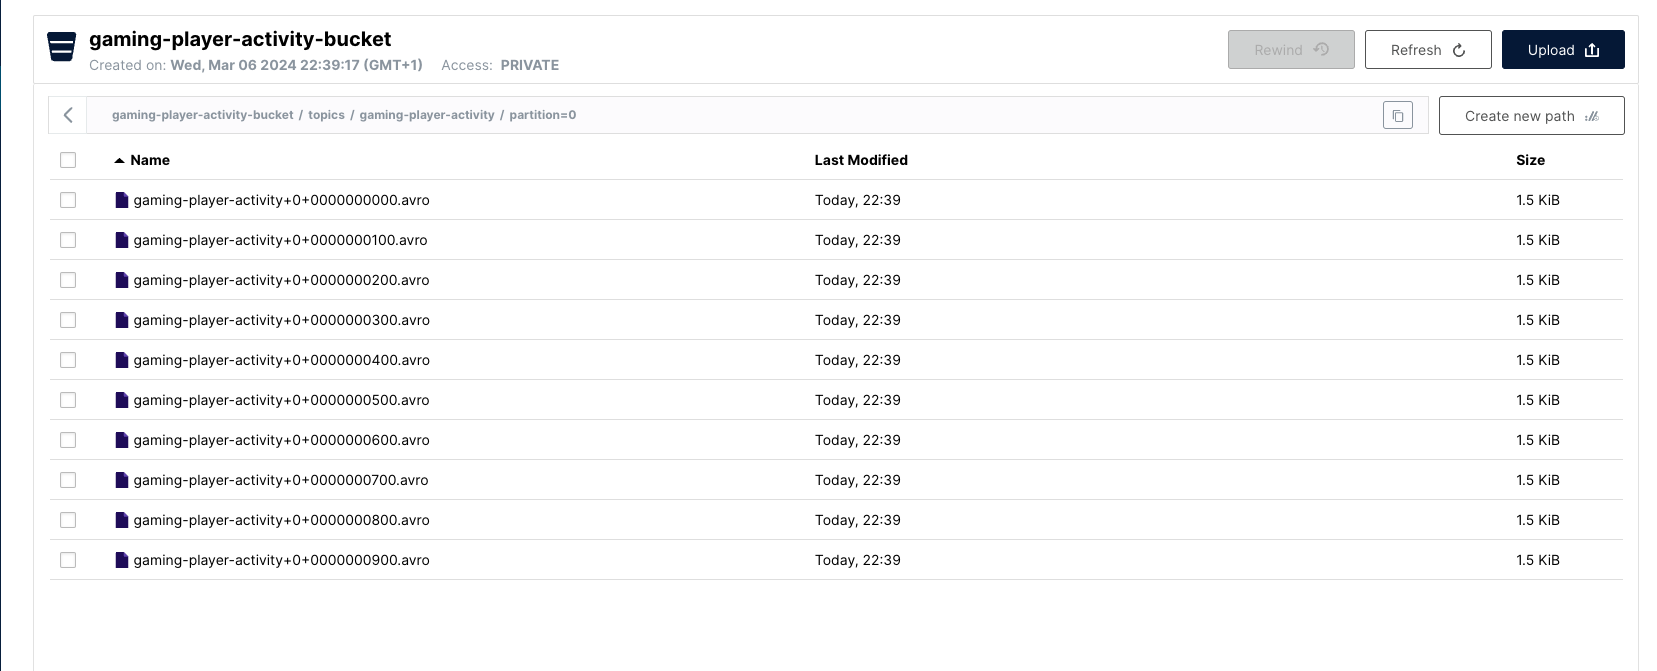 gaming-player-activity-bucket
Created on: Wed, Mar 06 2024 22:39:17 (GMT+1) Access: PRIVATE
Rewind
Refresh
Upload
gaming-player-activity-bucket / topics / gaming-player-activity / partition=0
Create new path
Name Last Modified Size
gaming-player-activity+0+0000000000.avro Today, 22:39 1.5 KiB
gaming-player-activity+0+0000000100.avro Today, 22:39 1.5 KiB
gaming-player-activity+0+0000000200.avro Today, 22:39 1.5 KiB
gaming-player-activity+0+0000000300.avro Today, 22:39 1.5 KiB
gaming-player-activity+0+0000000400.avro Today, 22:39 1.5 KiB
gaming-player-activity+0+0000000500.avro Today, 22:39 1.5 KiB
gaming-player-activity+0+0000000600.avro Today, 22:39 1.5 KiB
gaming-player-activity+0+0000000700.avro Today, 22:39 1.5 KiB
gaming-player-activity+0+0000000800.avro Today, 22:39 1.5 KiB
gaming-player-activity+0+0000000900.avro Today, 22:39 1.5 KiB